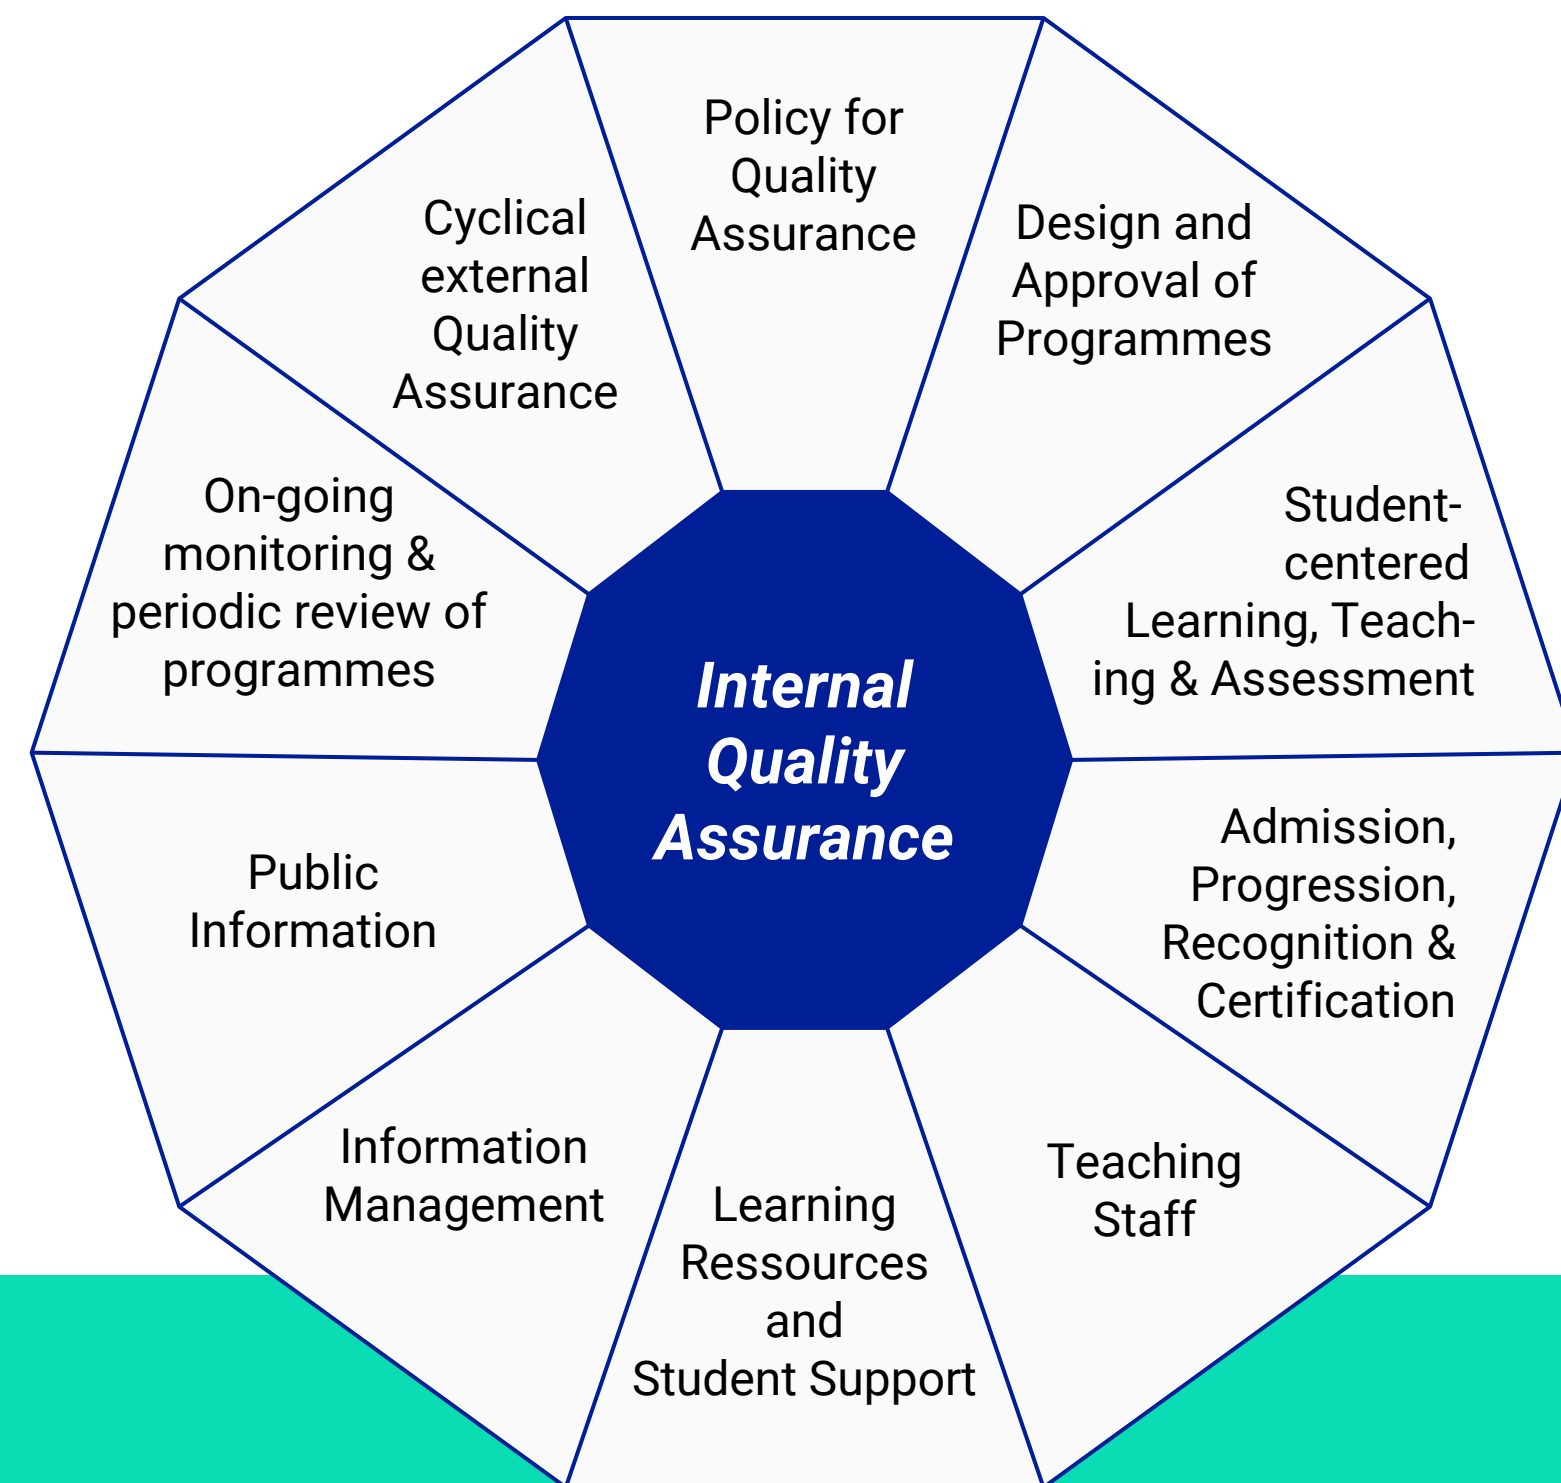 Policy for
Quality
Assurance
Design and
Approval of
Programmes
Student-
centered
Learning, Teach-
ing & Assessment
Admission,
Progression,
Recognition &
Certification
Teaching
Staff
Learning
Ressources
and
Student Support
Information
Management
Public
Information
On-going
monitoring &
periodic review of
programmes
Cyclical
external
Quality
Assurance
Internal
Quality
Assurance